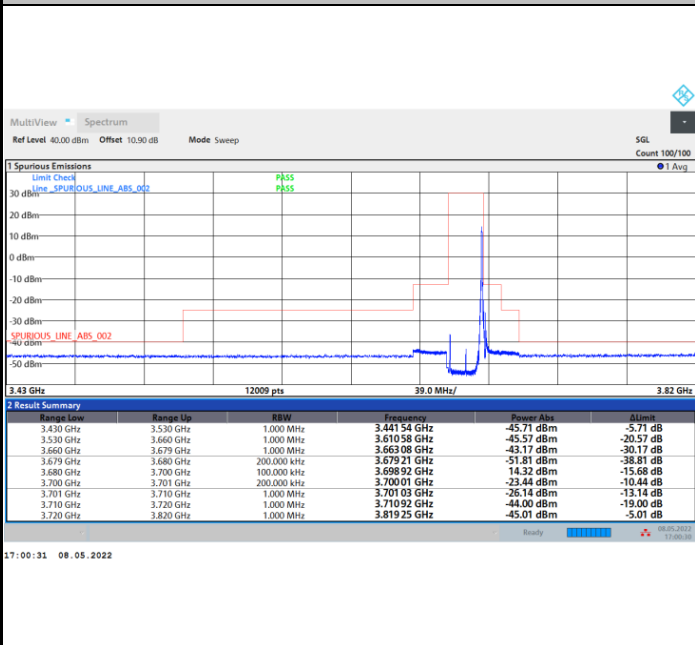 MultiView Spectrum
Ref Level 40.00 dBm Offset 10.90 dB Mode Sweep SGL
Count 100/100
1 Spurious Emissions 1 Avg
Limit Check PASS
Line _SPURIOUS_LINE_ABS_002 PASS
30 dBm
20 dBm
10 dBm
0 dBm
-10 dBm
-20 dBm
-30 dBm
_SPURIOUS_LINE_ABS_002
-40 dBm
-50 dBm
3.43 GHz 12009 pts 39.0 MHz/ 3.82 GHz
2 Result Summary
Range Low Range Up RBW Frequency Power Abs ΔLimit
3.430 GHz 3.530 GHz 1.000 MHz 3.441 54 GHz -45.71 dBm -5.71 dB
3.530 GHz 3.660 GHz 1.000 MHz 3.610 58 GHz -45.57 dBm -20.57 dB
3.660 GHz 3.679 GHz 1.000 MHz 3.663 08 GHz -43.17 dBm -30.17 dB
3.679 GHz 3.680 GHz 200.000 kHz 3.679 21 GHz -51.81 dBm -38.81 dB
3.680 GHz 3.700 GHz 100.000 kHz 3.698 92 GHz 14.32 dBm -15.68 dB
3.700 GHz 3.701 GHz 200.000 kHz 3.700 01 GHz -23.44 dBm -10.44 dB
3.701 GHz 3.710 GHz 1.000 MHz 3.701 03 GHz -26.14 dBm -13.14 dB
3.710 GHz 3.720 GHz 1.000 MHz 3.710 92 GHz -44.00 dBm -19.00 dB
3.720 GHz 3.820 GHz 1.000 MHz 3.819 25 GHz -45.01 dBm -5.01 dB
Ready 08.05.2022
17:00:30
17:00:31 08.05.2022